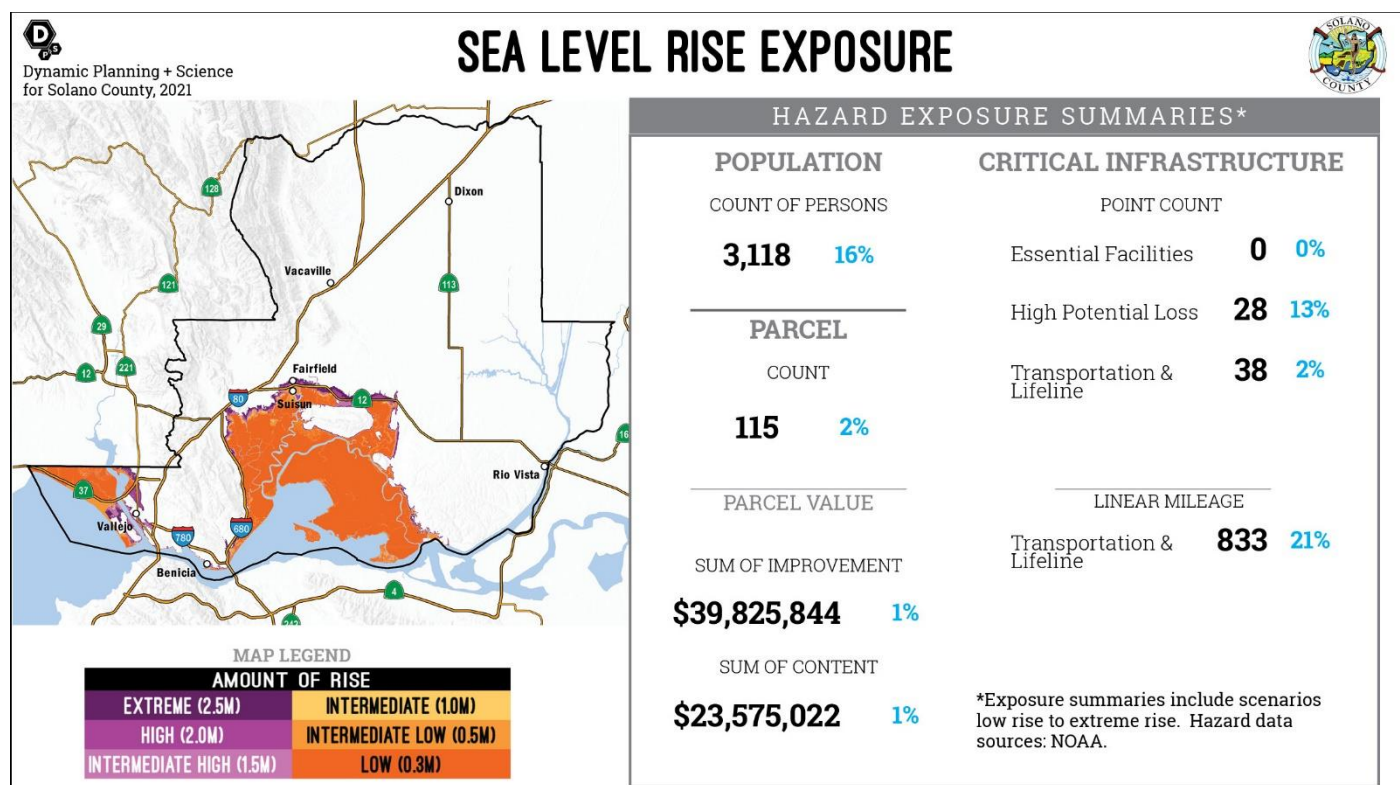 D
P S
Dynamic Planning + Science
for Solano County, 2021
SEA LEVEL RISE EXPOSURE
SOLANO
COUNTY
128
Dixon
Vacaville
121
113
29
12
221
Fairfield
80
Suisun
12
16
Rio Vista
37
Vallejo
780
680
Benicia
4
MAP LEGEND
AMOUNT OF RISE
EXTREME (2.5M)
INTERMEDIATE (1.0M)
HIGH (2.0M)
INTERMEDIATE LOW (0.5M)
INTERMEDIATE HIGH (1.5M)
LOW (0.3M)
HAZARD EXPOSURE SUMMARIES*
POPULATION
COUNT OF PERSONS
3,118 16%
PARCEL
COUNT
115 2%
PARCEL VALUE
SUM OF IMPROVEMENT
$39,825,844 1%
SUM OF CONTENT
$23,575,022 1%
CRITICAL INFRASTRUCTURE
POINT COUNT
Essential Facilities 0 0%
High Potential Loss 28 13%
Transportation & 38 2%
Lifeline
LINEAR MILEAGE
Transportation & 833 21%
Lifeline
*Exposure summaries include scenarios
low rise to extreme rise. Hazard data
sources: NOAA.